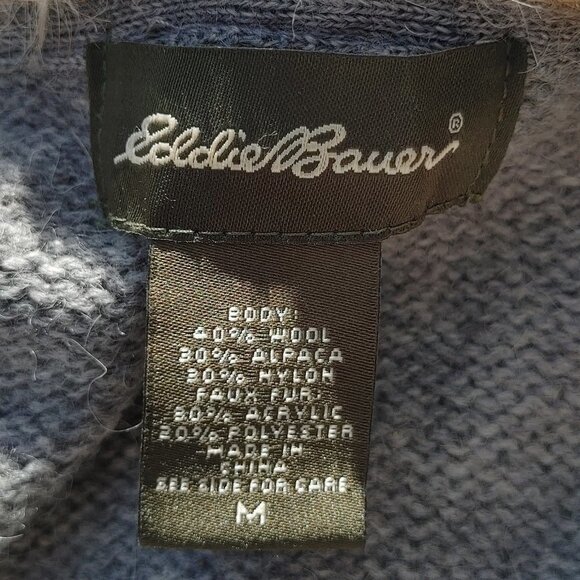 Eddie Bauer®
BODY:
40% WOOL
30% ALPACA
30% NYLON
FAUX FUR:
80% ACRYLIC
20% POLYESTER
MADE IN
CHINA
SEE SIDE FOR CARE
M